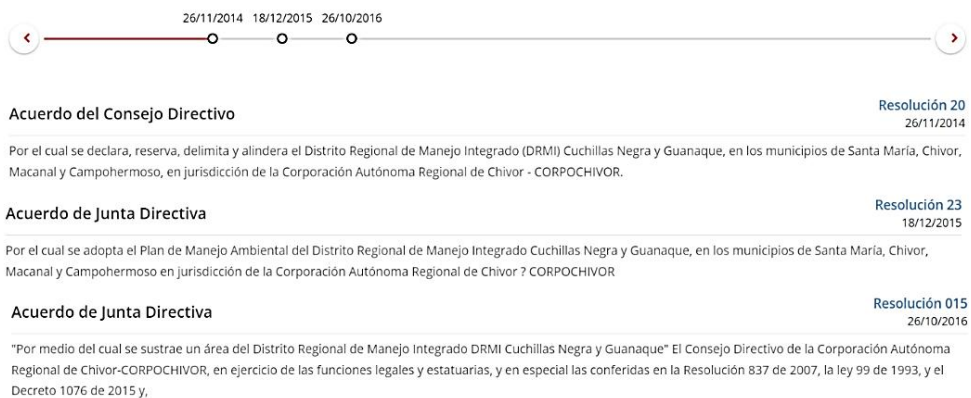 26/11/2014 18/12/2015 26/10/2016
Acuerdo del Consejo Directivo
Resolución 20
26/11/2014
Por el cual se declara, reserva, delimita y alindera el Distrito Regional de Manejo Integrado (DRMI) Cuchillas Negra y Guanaque, en los municipios de Santa María, Chivor,
Macanal y Campohermoso, en jurisdicción de la Corporación Autónoma Regional de Chivor - CORPOCHIVOR.
Acuerdo de Junta Directiva
Resolución 23
18/12/2015
Por el cual se adopta el Plan de Manejo Ambiental del Distrito Regional de Manejo Integrado Cuchillas Negra y Guanaque, en los municipios de Santa María, Chivor,
Macanal y Campohermoso en jurisdicción de la Corporación Autónoma Regional de Chivor ? CORPOCHIVOR
Acuerdo de Junta Directiva
Resolución 015
26/10/2016
"Por medio del cual se sustrae un área del Distrito Regional de Manejo Integrado DRMI Cuchillas Negra y Guanaque" El Consejo Directivo de la Corporación Autónoma
Regional de Chivor-CORPOCHIVOR, en ejercicio de las funciones legales y estatuarias, y en especial las conferidas en la Resolución 837 de 2007, la ley 99 de 1993, y el
Decreto 1076 de 2015 y,